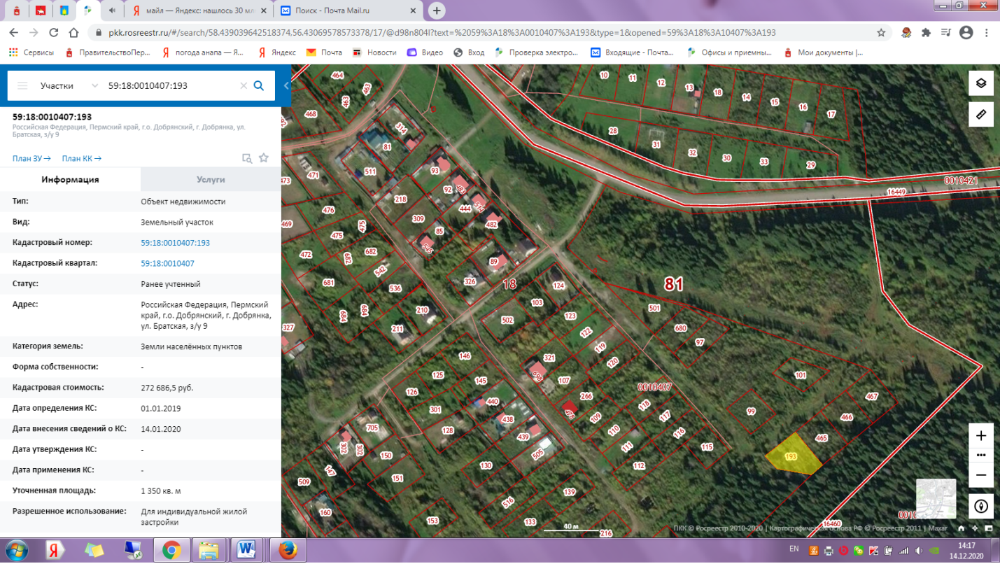 майл — Яндекс: нашлось 30 мл
Поиск - Почта Mail.ru
pkk.rosreestr.ru/#/search/58.439039642518374,56.43069578573378/17/@d98n804l?text=%2059%3A18%3A0010407%3A193&type=1&opened=59%3A18%3A10407%3A193
Сервисы
ПравительствоПер...
погода анапа — Я...
Яндекс
Почта
Новости
Видео
Вход
Проверка электро...
Входящие - Почта...
Офисы и приемны...
Мои документы |...
Участки
59:18:0010407:193
59:18:0010407:193
Российская Федерация, Пермский край, г.о. Добрянский, г. Добрянка, ул.
Братская, з/у 9
План ЗУ →
План КК →
Информация
Услуги
Тип:
Объект недвижимости
Вид:
Земельный участок
Кадастровый номер:
59:18:0010407:193
Кадастровый квартал:
59:18:0010407
Статус:
Ранее учтенный
Адрес:
Российская Федерация, Пермский
край, г.о. Добрянский, г. Добрянка,
ул. Братская, з/у 9
Категория земель:
Земли населённых пунктов
Форма собственности:
-
Кадастровая стоимость:
272 686,5 руб.
Дата определения КС:
01.01.2019
Дата внесения сведений о КС:
14.01.2020
Дата утверждения КС:
-
Дата применения КС:
-
Уточненная площадь:
1 350 кв. м
Разрешенное использование:
Для индивидуальной жилой
застройки
464
463
463
468
10
11
12
13
18
14
15
16
17
314
81
28
31
32
30
33
29
511
93
471
473
92
483
218
444
514
0010421
16449
476
309
482
469
475
475
85
545
472
682
682
542
89
681
536
326
18
124
81
684
684
210
103
501
211
502
123
327
122
680
97
119
146
321
120
125
698
101
145
107
0010407
126
266
467
440
118
99
301
478
109
117
466
438
705
128
110
116
439
465
302
302
111
115
150
505
193
130
112
147
151
509
139
516
160
153
133
216
40 м
16460
0010
ПКК © Росреестр 2010-2020 | Картографическая основа РФ © Росреестр 2011 | Maxar
EN
14:17
14.12.2020